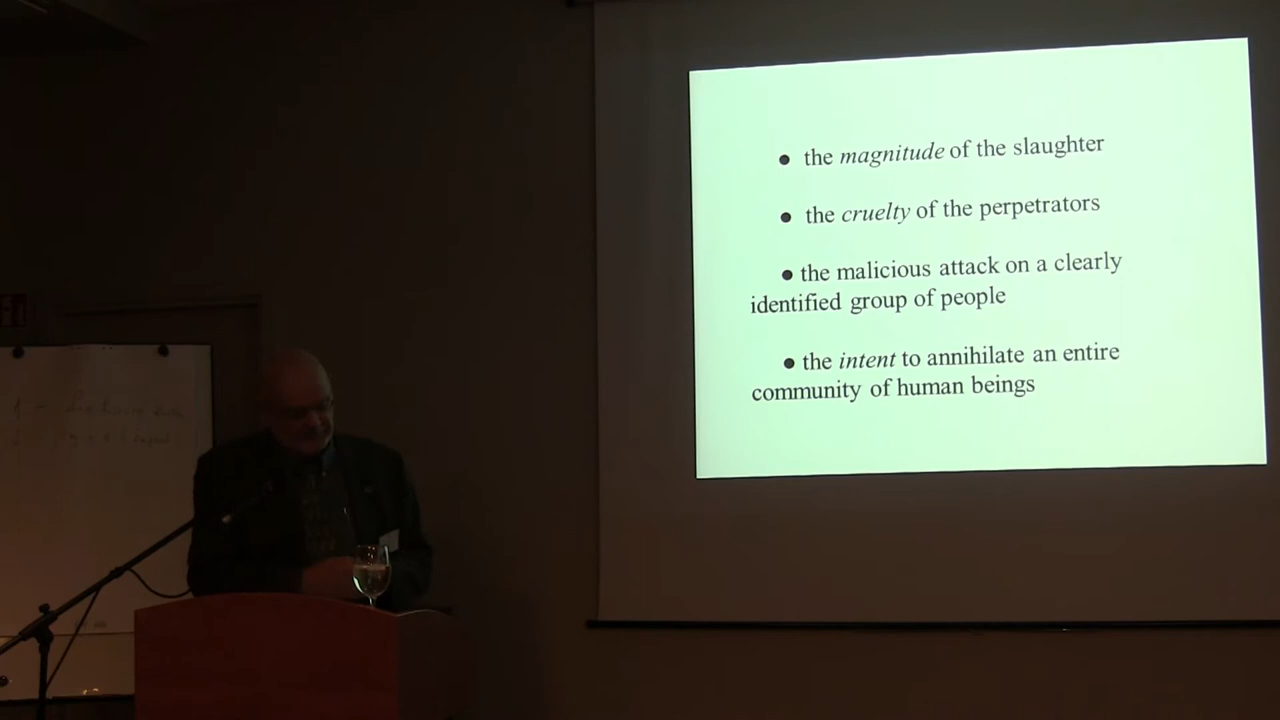 ● the magnitude of the slaughter
● the cruelty of the perpetrators
● the malicious attack on a clearly
identified group of people
● the intent to annihilate an entire
community of human beings